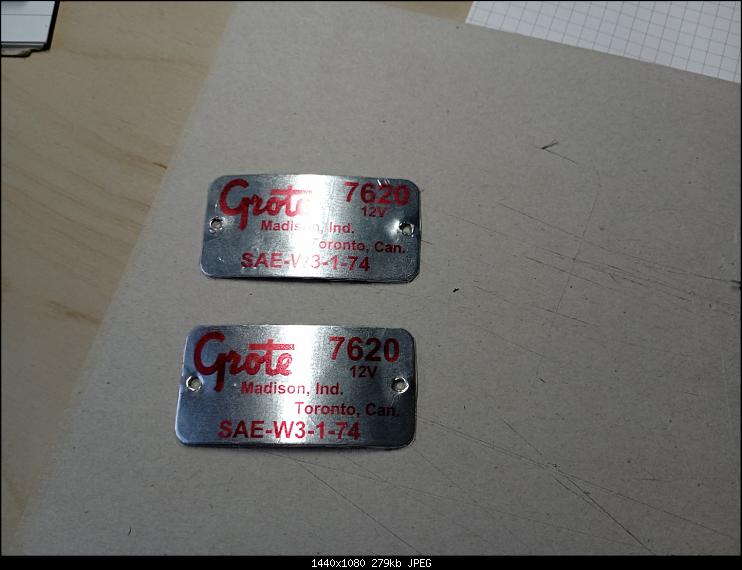 Grote 7620
12V
Madison, Ind.
Toronto, Can.
SAE-W3-1-74
Grote 7620
12V
Madison, Ind.
Toronto, Can.
SAE-W3-1-74
1440x1080 279kb JPEG